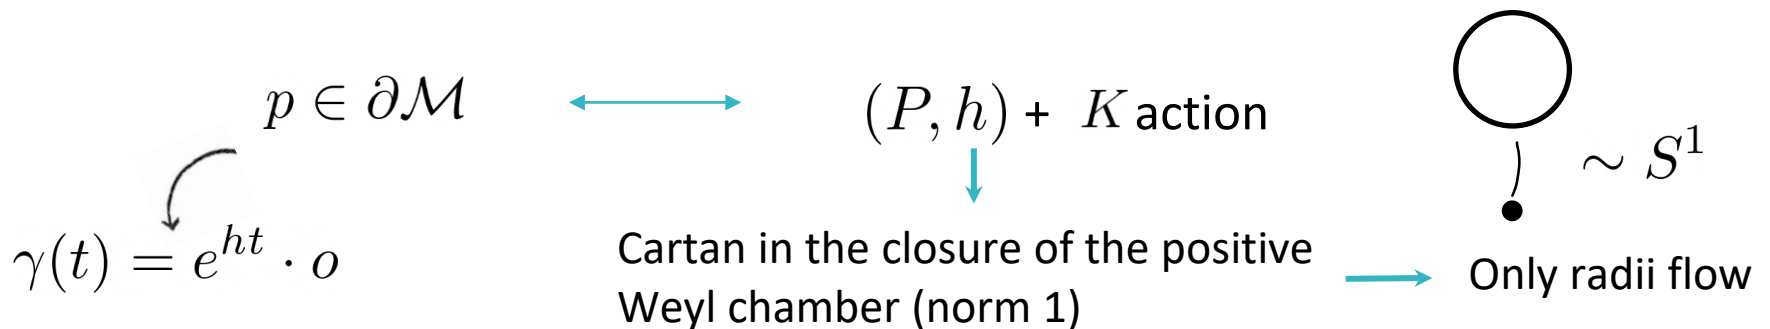 p ∈ ∂ℳ
(P, h) + K action
∼ S¹
γ(t) = e^{ht} · o
Cartan in the closure of the positive
Weyl chamber (norm 1)
Only radii flow